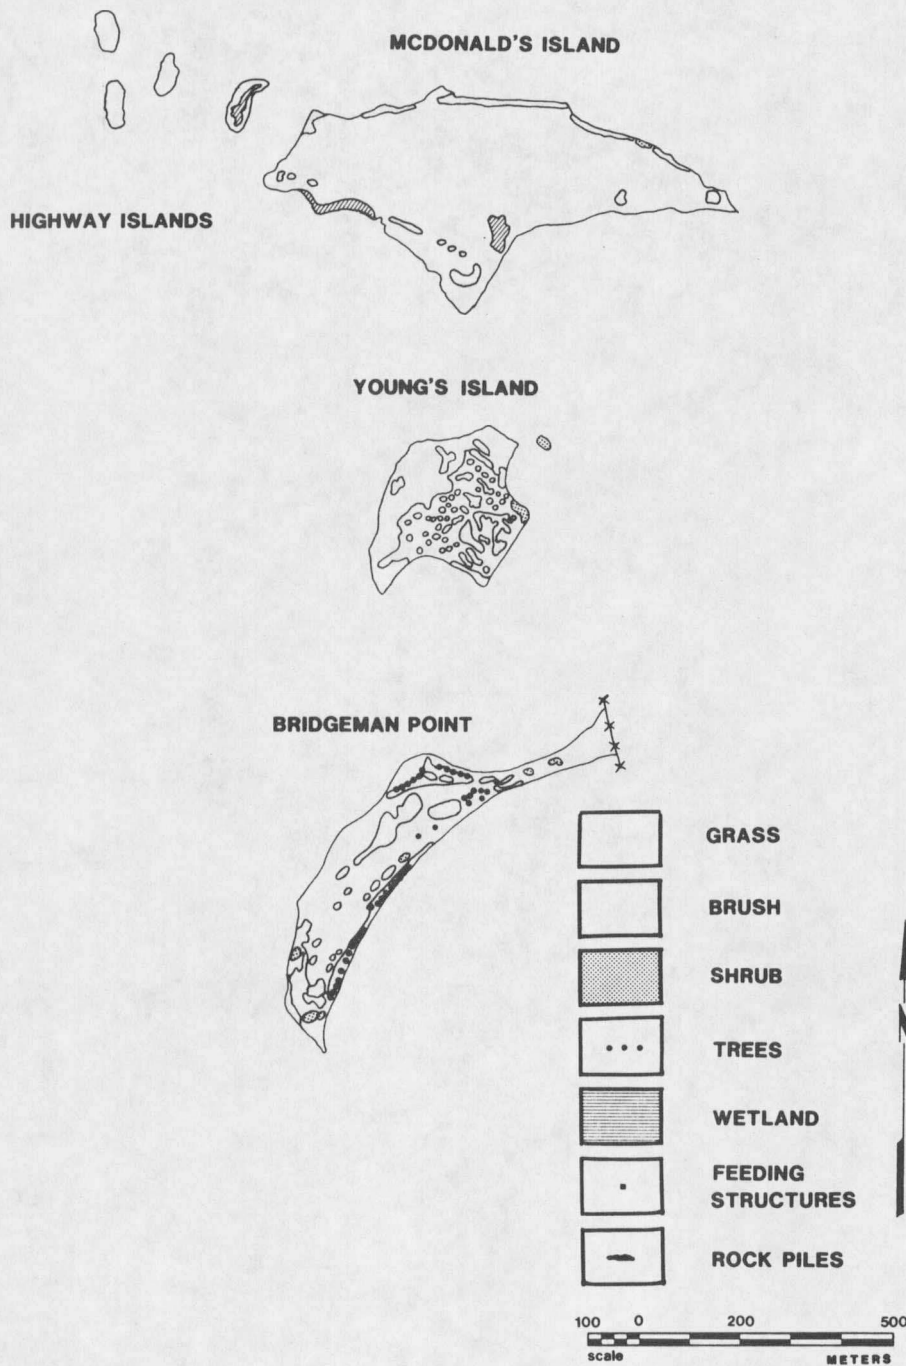 MCDONALD'S ISLAND
HIGHWAY ISLANDS
YOUNG'S ISLAND
BRIDGEMAN POINT
GRASS
BRUSH
SHRUB
TREES
WETLAND
FEEDING
STRUCTURES
ROCK PILES
N
100 0 200 500
scale METERS